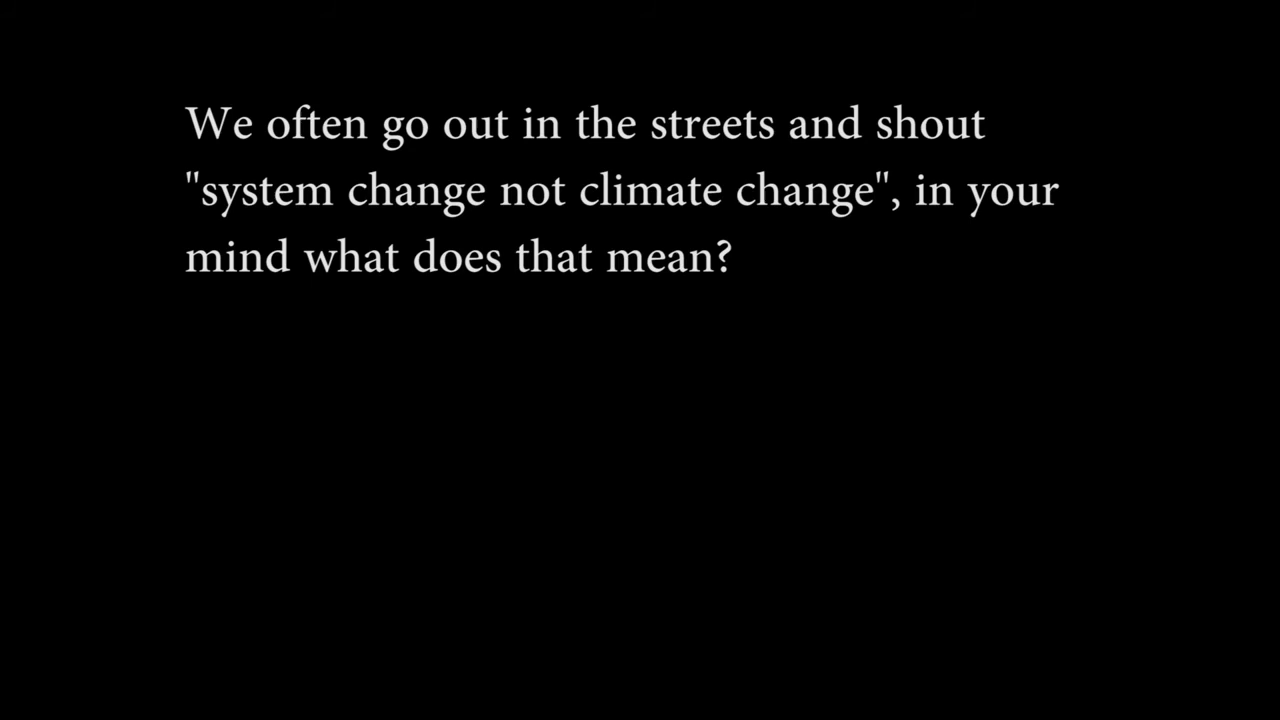 We often go out in the streets and shout
"system change not climate change", in your
mind what does that mean?